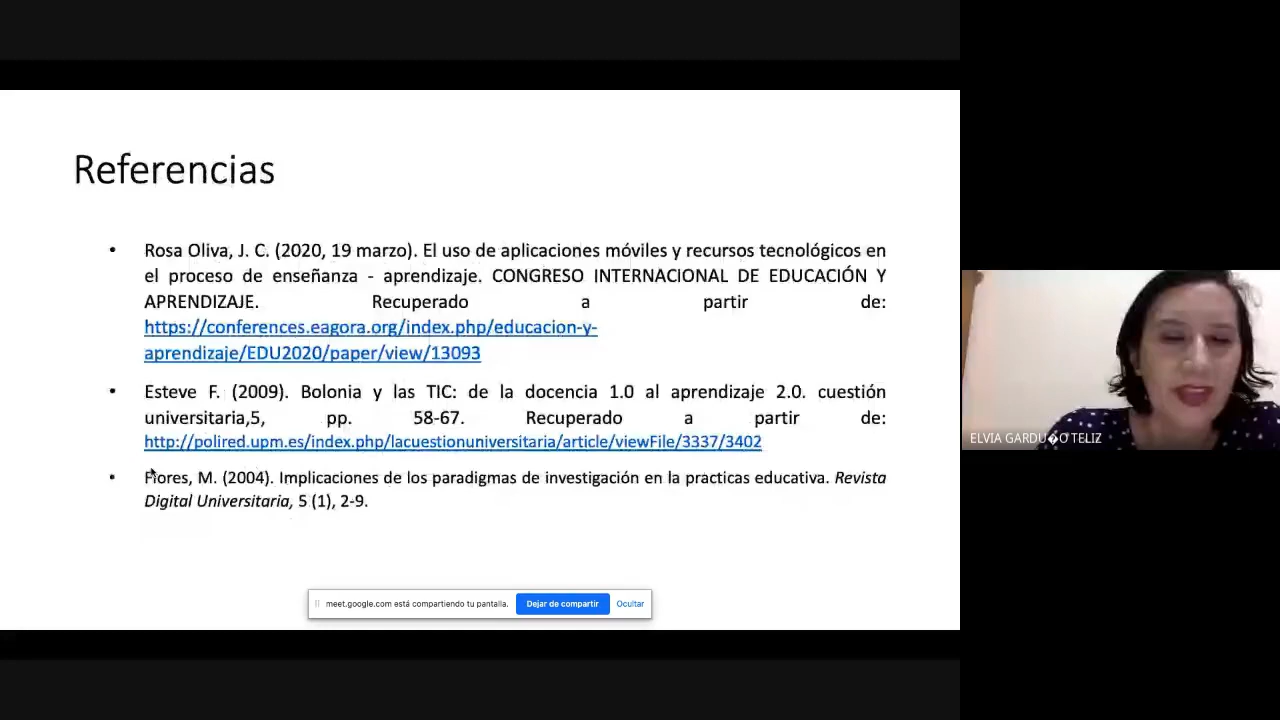 Referencias
• Rosa Oliva, J. C. (2020, 19 marzo). El uso de aplicaciones móviles y recursos tecnológicos en
el proceso de enseñanza - aprendizaje. CONGRESO INTERNACIONAL DE EDUCACIÓN Y
APRENDIZAJE. Recuperado a partir de:
https://conferences.eagora.org/index.php/educacion-y-
aprendizaje/EDU2020/paper/view/13093
• Esteve F. (2009). Bolonia y las TIC: de la docencia 1.0 al aprendizaje 2.0. cuestión
universitaria,5, pp. 58-67. Recuperado a partir de:
http://polired.upm.es/index.php/lacuestionuniversitaria/article/viewFile/3337/3402
• Flores, M. (2004). Implicaciones de los paradigmas de investigación en la practicas educativa. Revista
Digital Universitaria, 5 (1), 2-9.
meet.google.com está compartiendo tu pantalla. Dejar de compartir Ocultar
ELVIA GARDU�O TELIZ